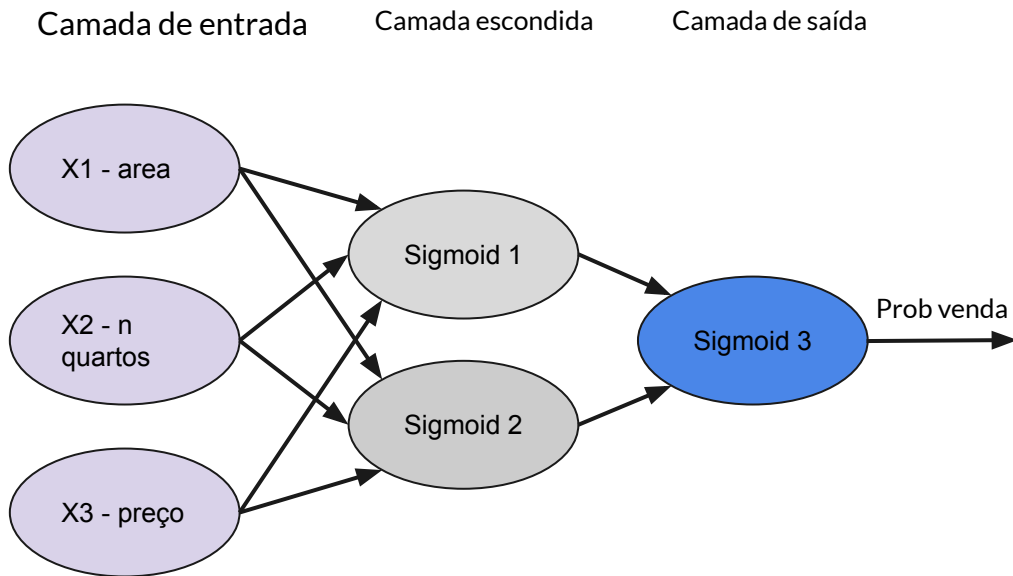 Camada de entrada
Camada escondida
Camada de saída
X1 - area
X2 - n
quartos
X3 - preço
Sigmoid 1
Sigmoid 2
Sigmoid 3
Prob venda